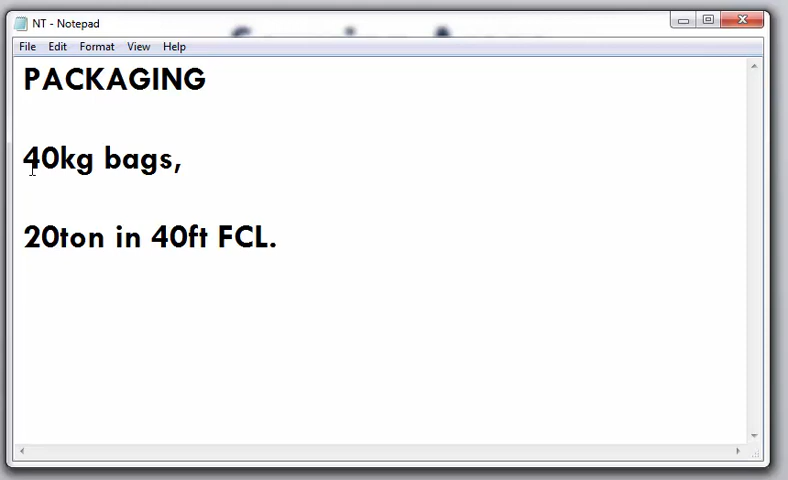 NT - Notepad
File Edit Format View Help
PACKAGING
40kg bags,
20ton in 40ft FCL.